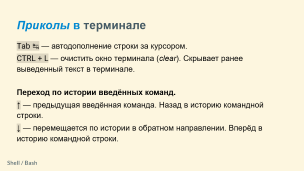 Приколы в терминале
Tab ↹ — автодополнение строки за курсором.
CTRL + L — очистить окно терминала (clear). Скрывает ранее
выведенный текст в терминале.
Переход по истории введённых команд.
↑ — предыдущая введённая команда. Назад в историю командной
строки.
↓ — перемещается по истории в обратном направлении. Вперёд в
историю командной строки.
Shell / Bash